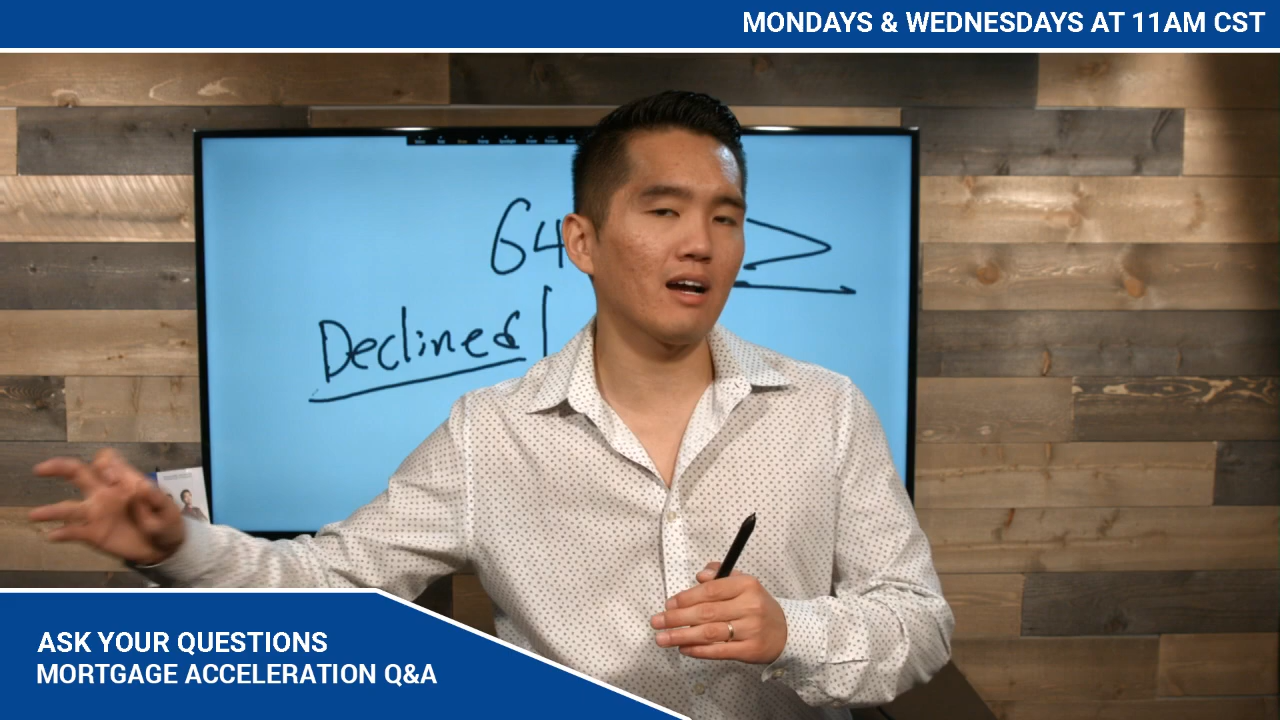 MONDAYS & WEDNESDAYS AT 11AM CST
64
Declined
ASK YOUR QUESTIONS
MORTGAGE ACCELERATION Q&A